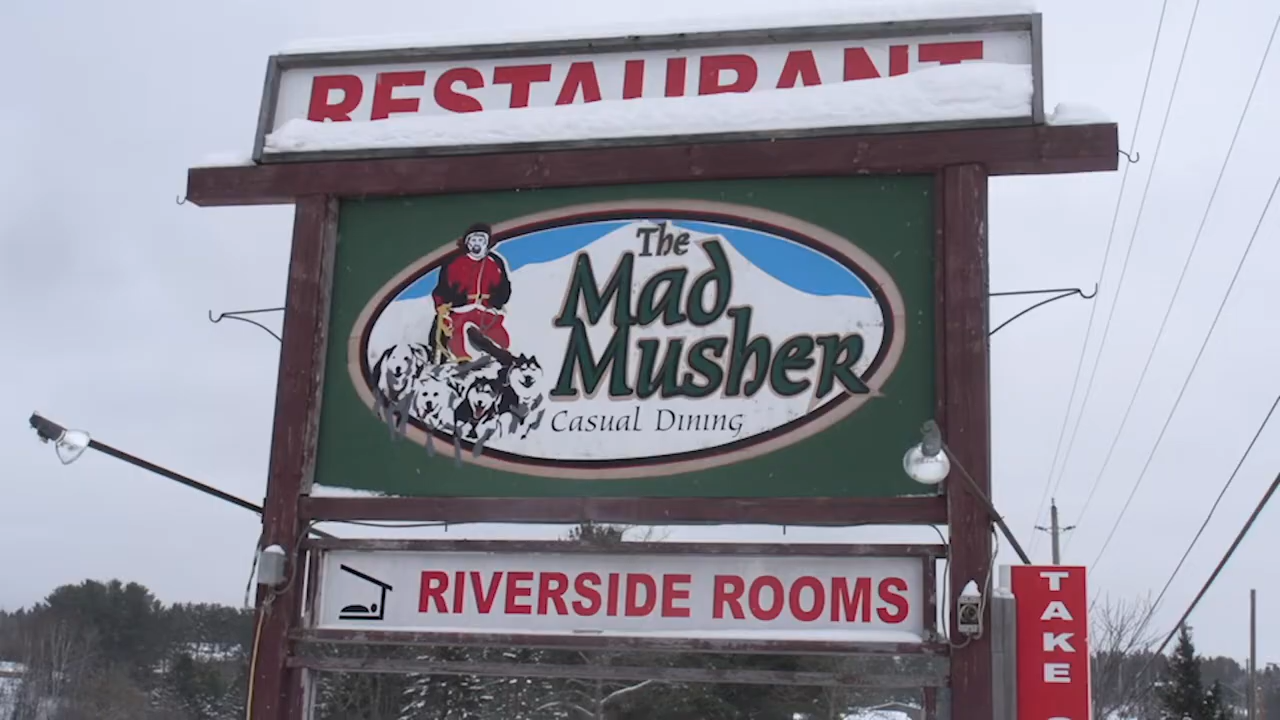 RESTAURANT
The
Mad
Musher
Casual Dining
RIVERSIDE ROOMS
TAKE